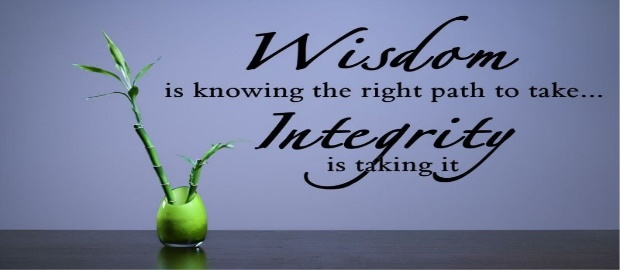 Wisdom
is knowing the right path to take...
Integrity
is taking it